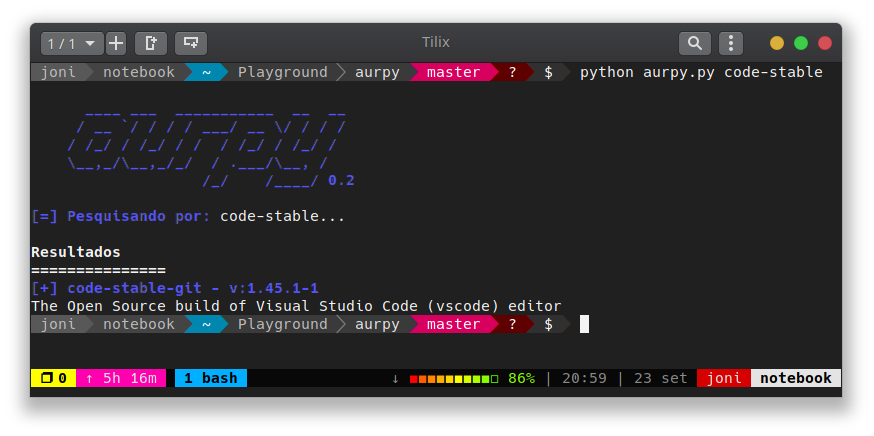 1 / 1 Tilix
joni notebook ~ Playground aurpy master ? $ python aurpy.py code-stable
aurpy
0.2
[=] Pesquisando por: code-stable...
Resultados
===============
[+] code-stable-git - v:1.45.1-1
The Open Source build of Visual Studio Code (vscode) editor
joni notebook ~ Playground aurpy master ? $
0 ↑ 5h 16m 1 bash ↓ 86% | 20:59 | 23 set joni notebook